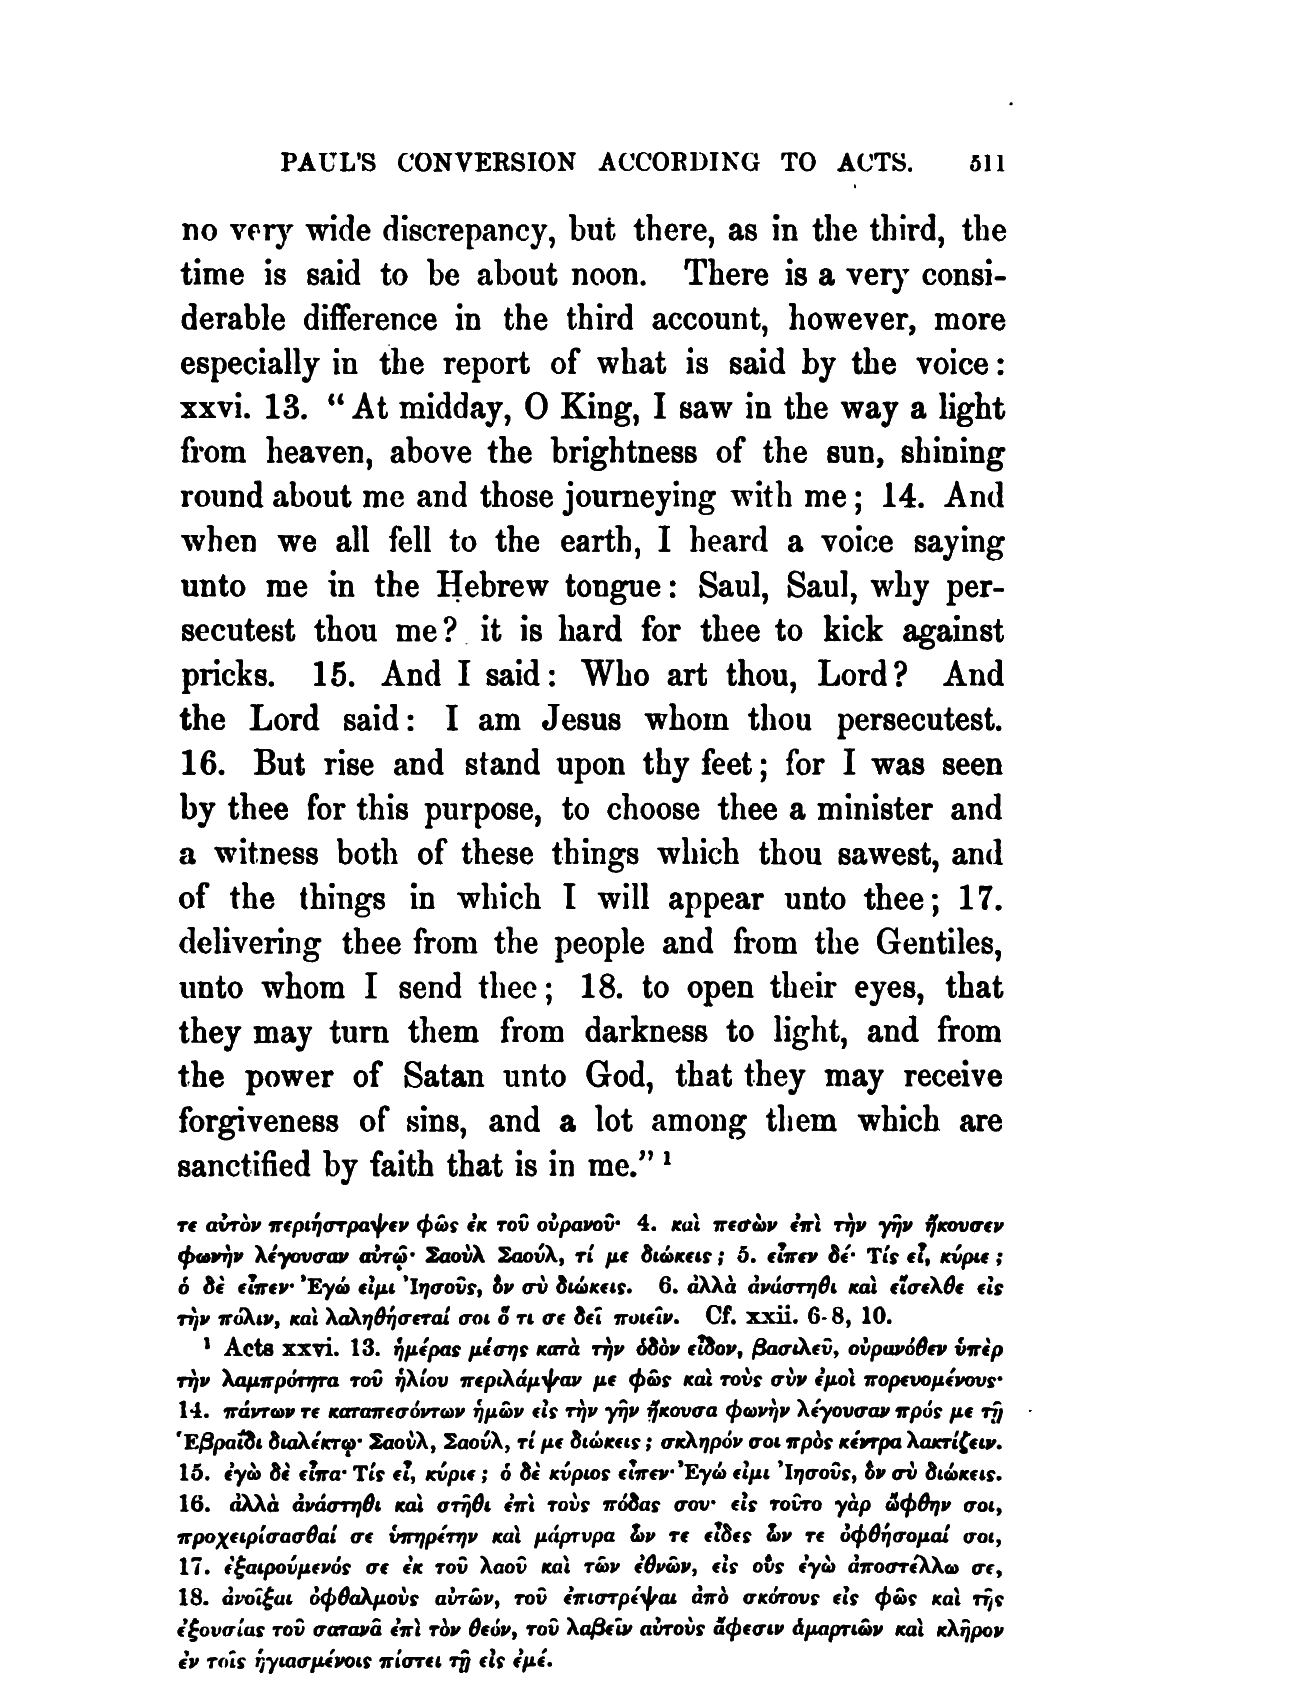 PAUL'S CONVERSION ACCORDING TO ACTS. 511
no very wide discrepancy, but there, as in the third, the
time is said to be about noon. There is a very consi-
derable difference in the third account, however, more
especially in the report of what is said by the voice:
xxvi. 13. “At midday, O King, I saw in the way a light
from heaven, above the brightness of the sun, shining
round about me and those journeying with me; 14. And
when we all fell to the earth, I heard a voice saying
unto me in the Hebrew tongue: Saul, Saul, why per-
secutest thou me? it is hard for thee to kick against
pricks. 15. And I said: Who art thou, Lord? And
the Lord said: I am Jesus whom thou persecutest.
16. But rise and stand upon thy feet; for I was seen
by thee for this purpose, to choose thee a minister and
a witness both of these things which thou sawest, and
of the things in which I will appear unto thee; 17.
delivering thee from the people and from the Gentiles,
unto whom I send thee; 18. to open their eyes, that
they may turn them from darkness to light, and from
the power of Satan unto God, that they may receive
forgiveness of sins, and a lot among them which are
sanctified by faith that is in me.” ¹
τε αὐτὸν περιήστραψεν φῶς ἐκ τοῦ οὐρανοῦ· 4. καὶ πεσὼν ἐπὶ τὴν γῆν ἤκουσεν
φωνὴν λέγουσαν αὐτῷ· Σαοὺλ Σαούλ, τί με διώκεις; 5. εἶπεν δέ· Τίς εἶ, κύριε;
ὁ δὲ εἶπεν· Ἐγώ εἰμι Ἰησοῦς, ὃν σὺ διώκεις. 6. ἀλλὰ ἀνάστηθι καὶ εἴσελθε εἰς
τὴν πόλιν, καὶ λαληθήσεταί σοι ὅ τι σε δεῖ ποιεῖν. Cf. xxii. 6-8, 10.
¹ Acts xxvi. 13. ἡμέρας μέσης κατὰ τὴν ὁδὸν εἶδον, βασιλεῦ, οὐρανόθεν ὑπὲρ
τὴν λαμπρότητα τοῦ ἡλίου περιλάμψαν με φῶς καὶ τοὺς σὺν ἐμοὶ πορευομένους·
14. πάντων τε καταπεσόντων ἡμῶν εἰς τὴν γῆν ἤκουσα φωνὴν λέγουσαν πρός με τῇ
Ἑβραΐδι διαλέκτῳ· Σαοὺλ, Σαούλ, τί με διώκεις; σκληρόν σοι πρὸς κέντρα λακτίζειν.
15. ἐγὼ δὲ εἶπα· Τίς εἶ, κύριε; ὁ δὲ κύριος εἶπεν· Ἐγώ εἰμι Ἰησοῦς, ὃν σὺ διώκεις.
16. ἀλλὰ ἀνάστηθι καὶ στῆθι ἐπὶ τοὺς πόδας σου· εἰς τοῦτο γὰρ ὤφθην σοι,
προχειρίσασθαί σε ὑπηρέτην καὶ μάρτυρα ὧν τε εἶδες ὧν τε ὀφθήσομαί σοι,
17. ἐξαιρούμενός σε ἐκ τοῦ λαοῦ καὶ τῶν ἐθνῶν, εἰς οὓς ἐγὼ ἀποστέλλω σε,
18. ἀνοῖξαι ὀφθαλμοὺς αὐτῶν, τοῦ ἐπιστρέψαι ἀπὸ σκότους εἰς φῶς καὶ τῆς
ἐξουσίας τοῦ σατανᾶ ἐπὶ τὸν θεόν, τοῦ λαβεῖν αὐτοὺς ἄφεσιν ἁμαρτιῶν καὶ κλῆρον
ἐν τοῖς ἡγιασμένοις πίστει τῇ εἰς ἐμέ.